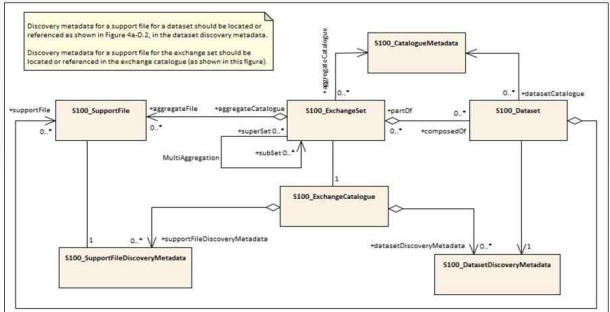 Discovery metadata for a support file for a dataset should be located or
referenced as shown in Figure 4a-D.2, in the dataset discovery metadata.
Discovery metadata for a support file for the exchange set should be
located or referenced in the exchange catalogue (as shown in this figure).
+aggregateCatalogue
S100_CatalogueMetadata
0..*
0..*
+datasetCatalogue
+supportFile
0..*
S100_SupportFile
+aggregateFile
0..*
+aggregateCatalogue
S100_ExchangeSet
+partOf
0..*
0..*
+composedOf
S100_Dataset
+superSet 0..*
+subSet 0..*
MultiAggregation
1
S100_ExchangeCatalogue
1
0..*
+supportFileDiscoveryMetadata
+datasetDiscoveryMetadata
0..*
1
S100_SupportFileDiscoveryMetadata
S100_DatasetDiscoveryMetadata